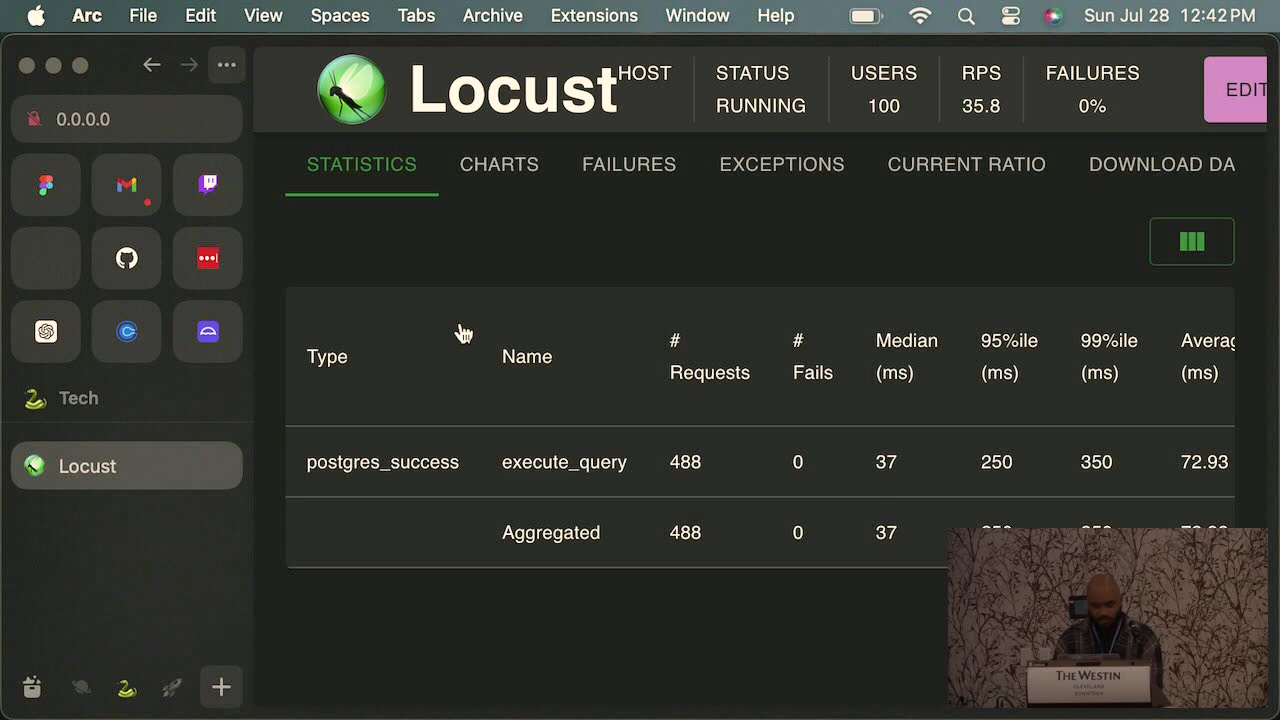 Arc File Edit View Spaces Tabs Archive Extensions Window Help Sun Jul 28 12:42 PM
0.0.0.0
Tech
Locust
Locust
HOST
STATUS
RUNNING
USERS
100
RPS
35.8
FAILURES
0%
EDIT
STATISTICS CHARTS FAILURES EXCEPTIONS CURRENT RATIO DOWNLOAD DA
Type Name # Requests # Fails Median (ms) 95%ile (ms) 99%ile (ms) Averag (ms)
postgres_success execute_query 488 0 37 250 350 72.93
Aggregated 488 0 37
THE WESTIN
CLEVELAND
DOWNTOWN